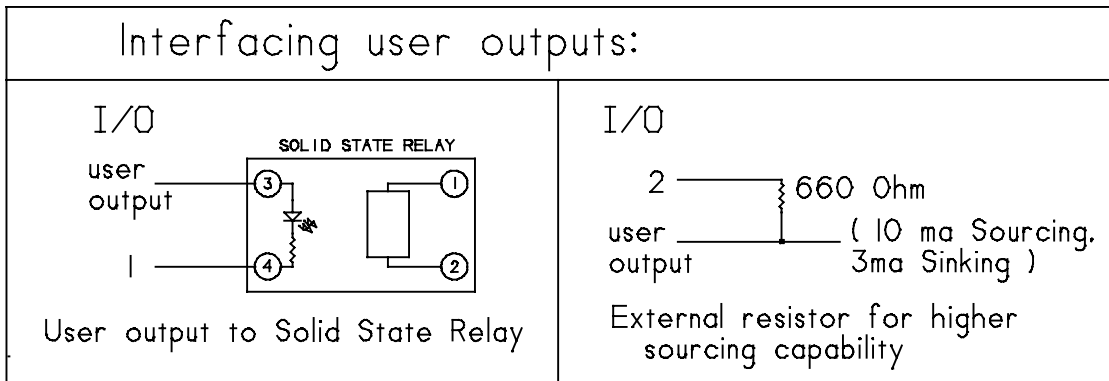 Interfacing user outputs:
I/O
SOLID STATE RELAY
user
output
3
1
1
4
2
User output to Solid State Relay
I/O
2
660 Ohm
user
output
( 10 ma Sourcing,
3ma Sinking )
External resistor for higher
sourcing capability